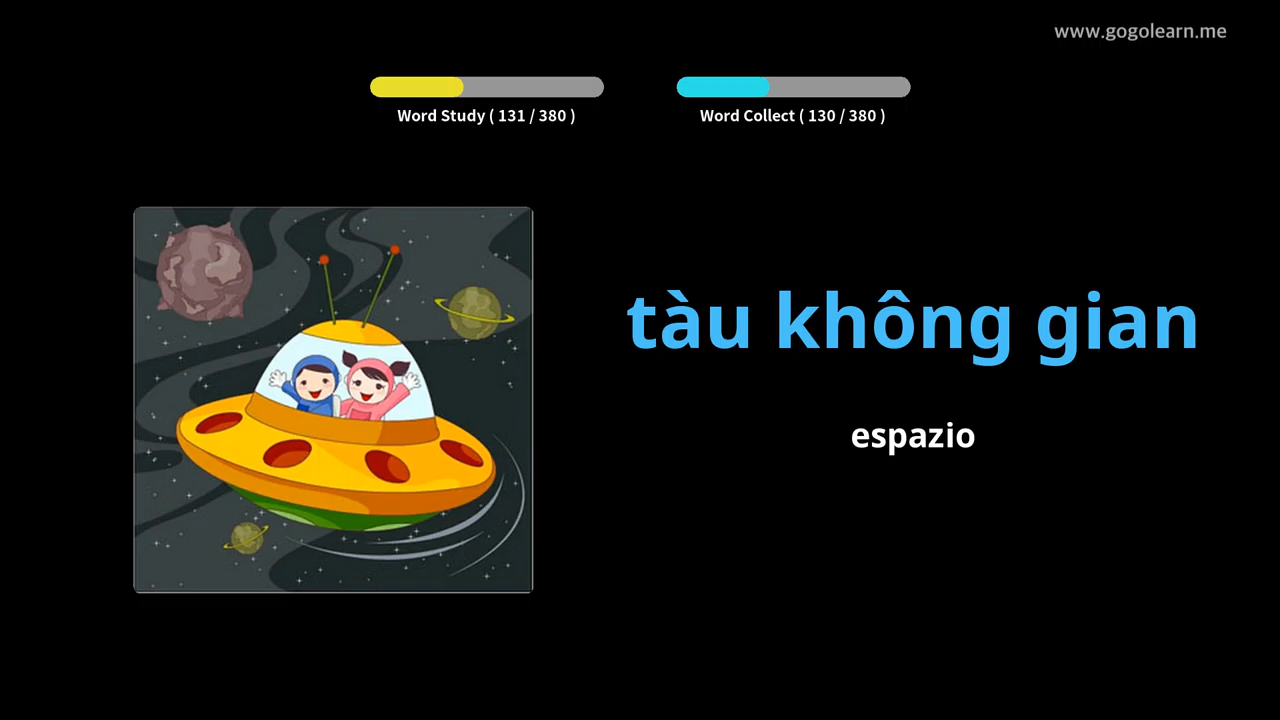 www.gogolearn.me
Word Study ( 131 / 380 )
Word Collect ( 130 / 380 )
tàu không gian
espazio